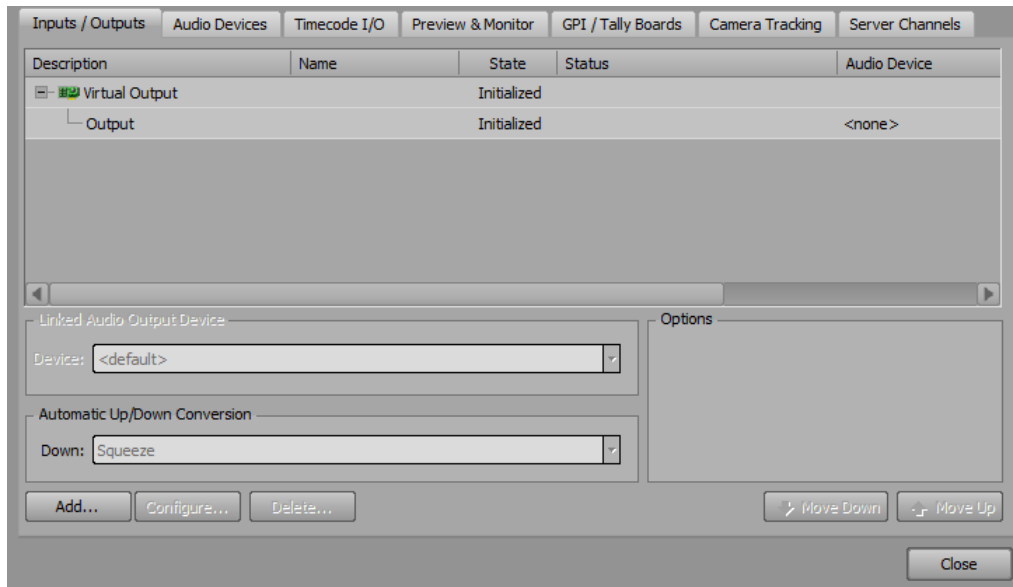 Inputs / Outputs Audio Devices Timecode I/O Preview & Monitor GPI / Tally Boards Camera Tracking Server Channels
Description Name State Status Audio Device
Virtual Output Initialized
Output Initialized <none>
Linked Audio Output Device Options
Device: <default>
Automatic Up/Down Conversion
Down: Squeeze
Add... Configure... Delete... Move Down Move Up
Close